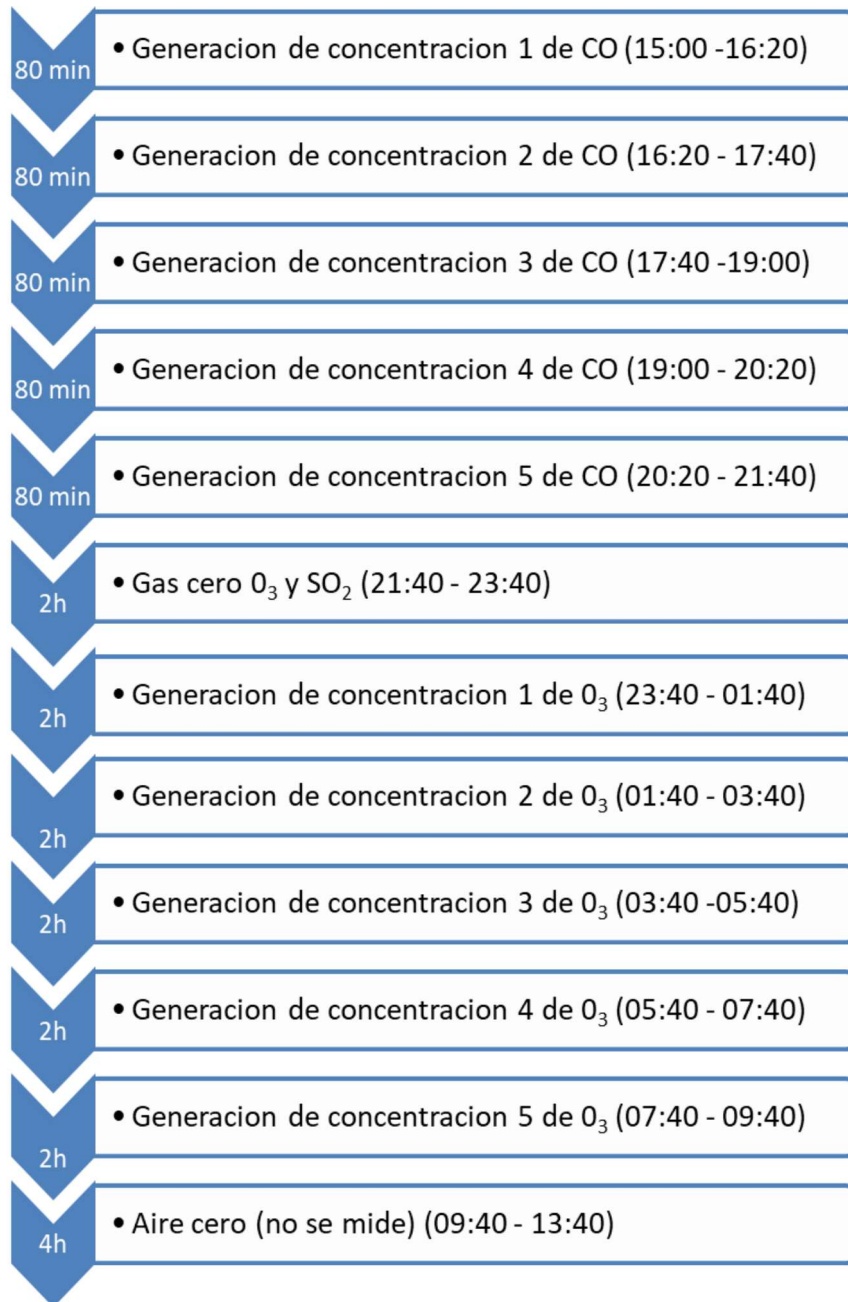 80 min
• Generacion de concentracion 1 de CO (15:00 -16:20)
80 min
• Generacion de concentracion 2 de CO (16:20 - 17:40)
80 min
• Generacion de concentracion 3 de CO (17:40 -19:00)
80 min
• Generacion de concentracion 4 de CO (19:00 - 20:20)
80 min
• Generacion de concentracion 5 de CO (20:20 - 21:40)
2h
• Gas cero 0₃ y SO₂ (21:40 - 23:40)
2h
• Generacion de concentracion 1 de 0₃ (23:40 - 01:40)
2h
• Generacion de concentracion 2 de 0₃ (01:40 - 03:40)
2h
• Generacion de concentracion 3 de 0₃ (03:40 -05:40)
2h
• Generacion de concentracion 4 de 0₃ (05:40 - 07:40)
2h
• Generacion de concentracion 5 de 0₃ (07:40 - 09:40)
4h
• Aire cero (no se mide) (09:40 - 13:40)